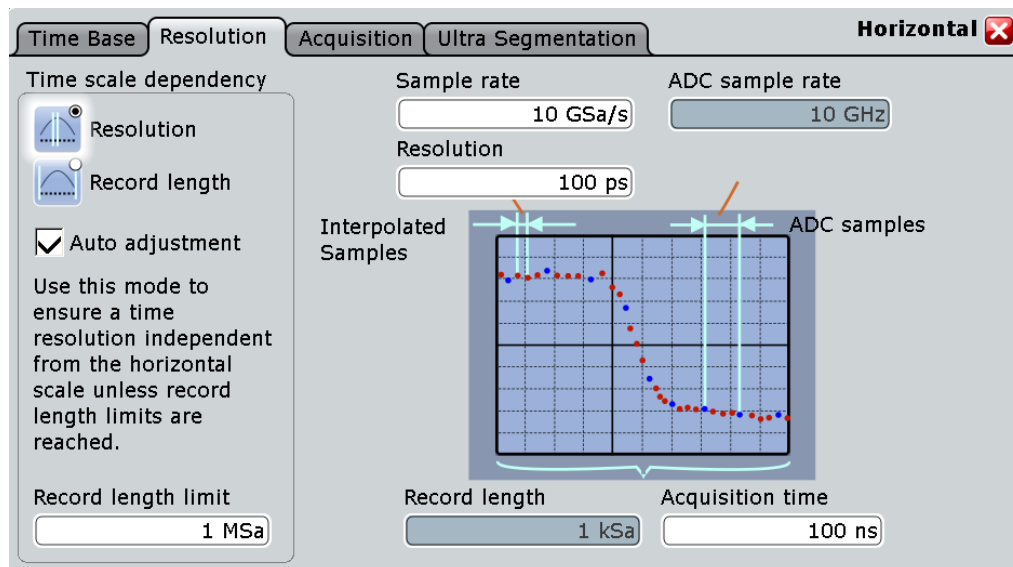 Time Base
Resolution
Acquisition
Ultra Segmentation
Horizontal
Time scale dependency
Resolution
Record length
Auto adjustment
Use this mode to
ensure a time
resolution independent
from the horizontal
scale unless record
length limits are
reached.
Record length limit
1 MSa
Sample rate
10 GSa/s
ADC sample rate
10 GHz
Resolution
100 ps
Interpolated
Samples
ADC samples
Record length
1 kSa
Acquisition time
100 ns